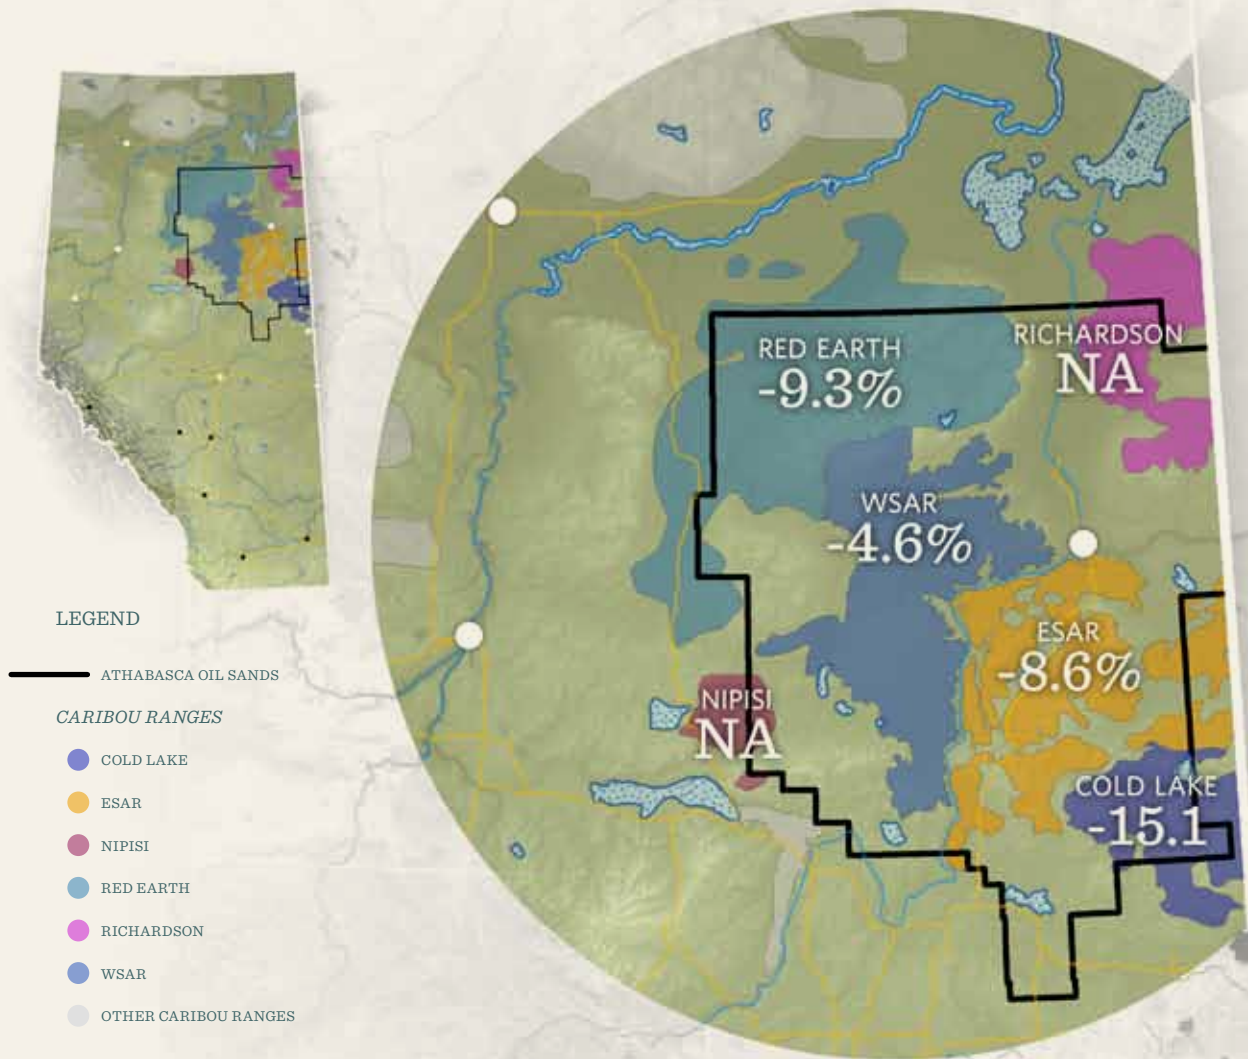 RED EARTH
-9.3%
RICHARDSON
NA
WSAR
-4.6%
ESAR
-8.6%
NIPISI
NA
COLD LAKE
-15.1
LEGEND
ATHABASCA OIL SANDS
CARIBOU RANGES
COLD LAKE
ESAR
NIPISI
RED EARTH
RICHARDSON
WSAR
OTHER CARIBOU RANGES